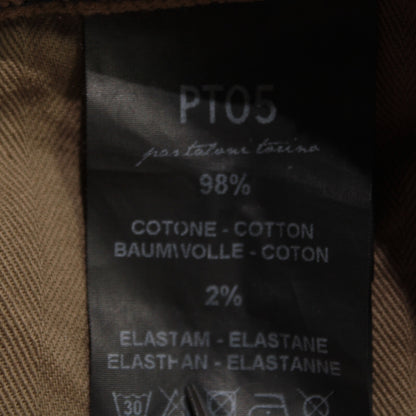 PT05
pantaloni torino
98%
COTONE - COTTON
BAUMWOLLE - COTON
2%
ELASTAM - ELASTANE
ELASTHAN - ELASTANNE
30